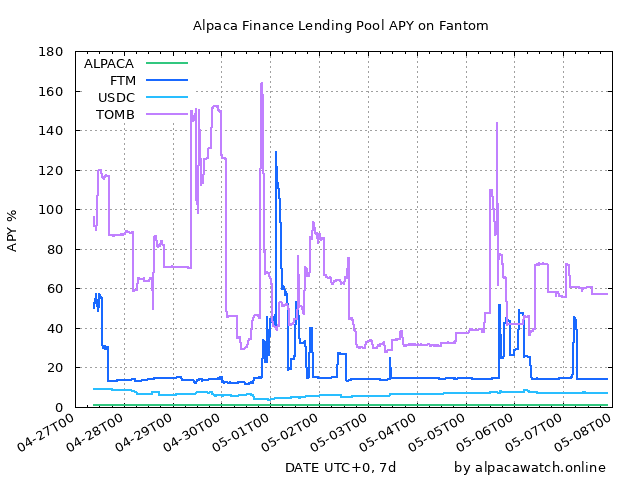 Alpaca Finance Lending Pool APY on Fantom
180
160
140
120
100
80
60
40
20
0
APY %
ALPACA
FTM
USDC
TOMB
04-27T00
04-28T00
04-29T00
04-30T00
05-01T00
05-02T00
05-03T00
05-04T00
05-05T00
05-06T00
05-07T00
05-08T00
DATE UTC+0, 7d
by alpacawatch.online